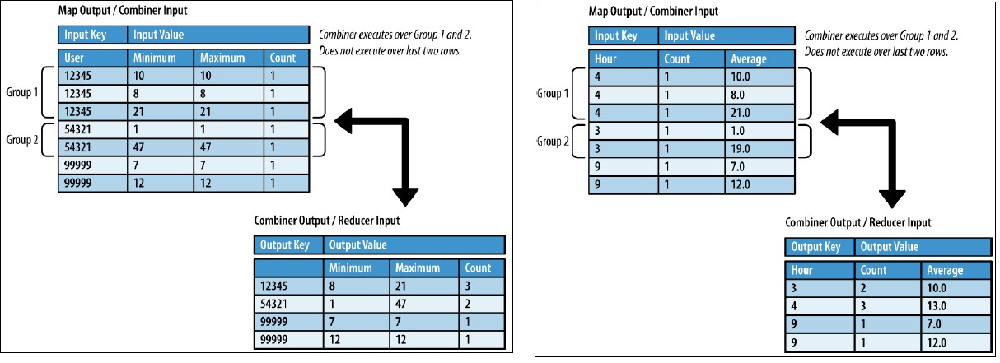 Map Output / Combiner Input
Input Key Input Value
User Minimum Maximum Count
12345 10 10 1
12345 8 8 1
12345 21 21 1
54321 1 1 1
54321 47 47 1
99999 7 7 1
99999 12 12 1
Group 1
Group 2
Combiner executes over Group 1 and 2.
Does not execute over last two rows.
Combiner Output / Reducer Input
Output Key Output Value
Minimum Maximum Count
12345 8 21 3
54321 1 47 2
99999 7 7 1
99999 12 12 1
Map Output / Combiner Input
Input Key Input Value
Hour Count Average
4 1 10.0
4 1 8.0
4 1 21.0
3 1 1.0
3 1 19.0
9 1 7.0
9 1 12.0
Group 1
Group 2
Combiner executes over Group 1 and 2.
Does not execute over last two rows.
Combiner Output / Reducer Input
Output Key Output Value
Hour Count Average
3 2 10.0
4 3 13.0
9 1 7.0
9 1 12.0